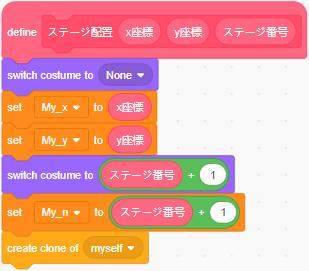 define ステージ配置 x座標 y座標 ステージ番号
switch costume to None
set My_x to x座標
set My_y to y座標
switch costume to ステージ番号 + 1
set My_n to ステージ番号 + 1
create clone of myself